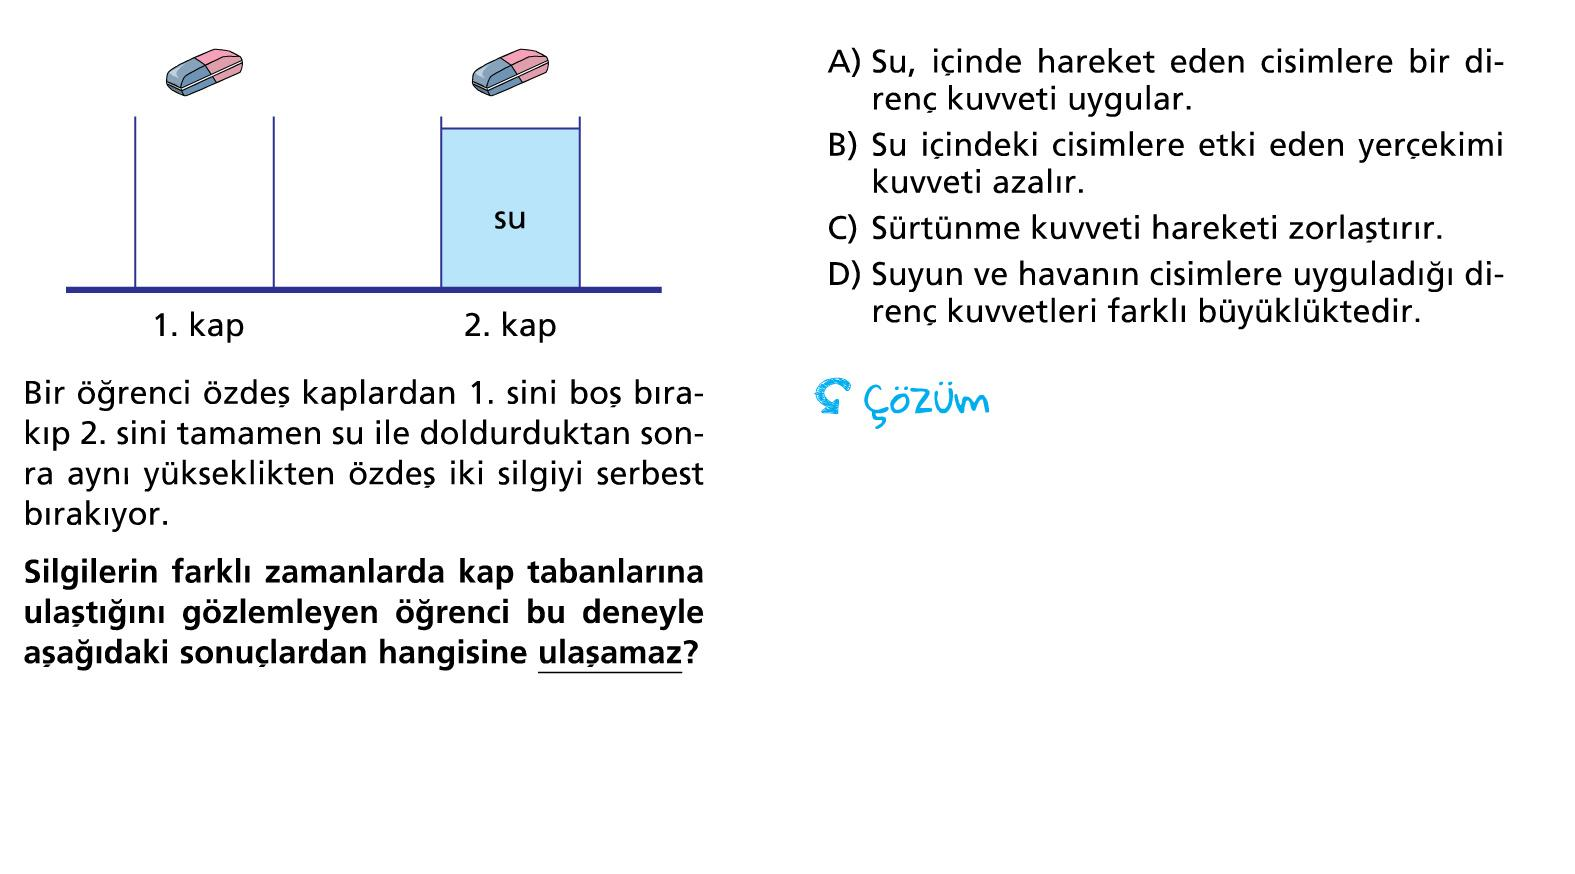 su
1. kap
2. kap
Bir öğrenci özdeş kaplardan 1. sini boş bıra-
kıp 2. sini tamamen su ile doldurduktan son-
ra aynı yükseklikten özdeş iki silgiyi serbest
bırakıyor.
Silgilerin farklı zamanlarda kap tabanlarına
ulaştığını gözlemleyen öğrenci bu deneyle
aşağıdaki sonuçlardan hangisine ulaşamaz?
A) Su, içinde hareket eden cisimlere bir di-
renç kuvveti uygular.
B) Su içindeki cisimlere etki eden yerçekimi
kuvveti azalır.
C) Sürtünme kuvveti hareketi zorlaştırır.
D) Suyun ve havanın cisimlere uyguladığı di-
renç kuvvetleri farklı büyüklüktedir.
Çözüm